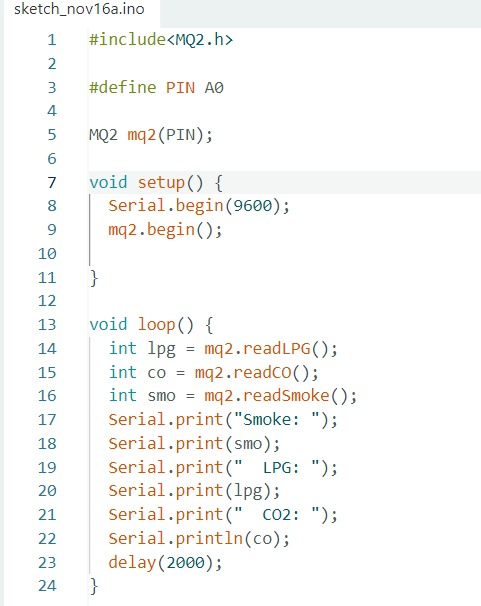 sketch_nov16a.ino
1 #include<MQ2.h>
2
3 #define PIN A0
4
5 MQ2 mq2(PIN);
6
7 void setup() {
8   Serial.begin(9600);
9   mq2.begin();
10
11 }
12
13 void loop() {
14   int lpg = mq2.readLPG();
15   int co = mq2.readCO();
16   int smo = mq2.readSmoke();
17   Serial.print("Smoke: ");
18   Serial.print(smo);
19   Serial.print("  LPG: ");
20   Serial.print(lpg);
21   Serial.print("  CO2: ");
22   Serial.println(co);
23   delay(2000);
24 }